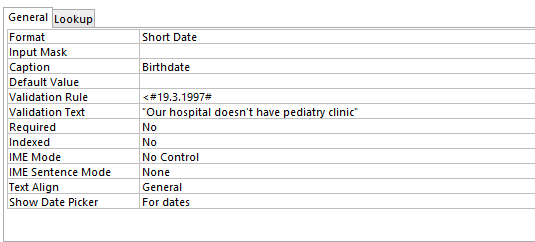 General Lookup
Format Short Date
Input Mask
Caption Birthdate
Default Value
Validation Rule <#19.3.1997#
Validation Text "Our hospital doesn't have pediatry clinic"
Required No
Indexed No
IME Mode No Control
IME Sentence Mode None
Text Align General
Show Date Picker For dates